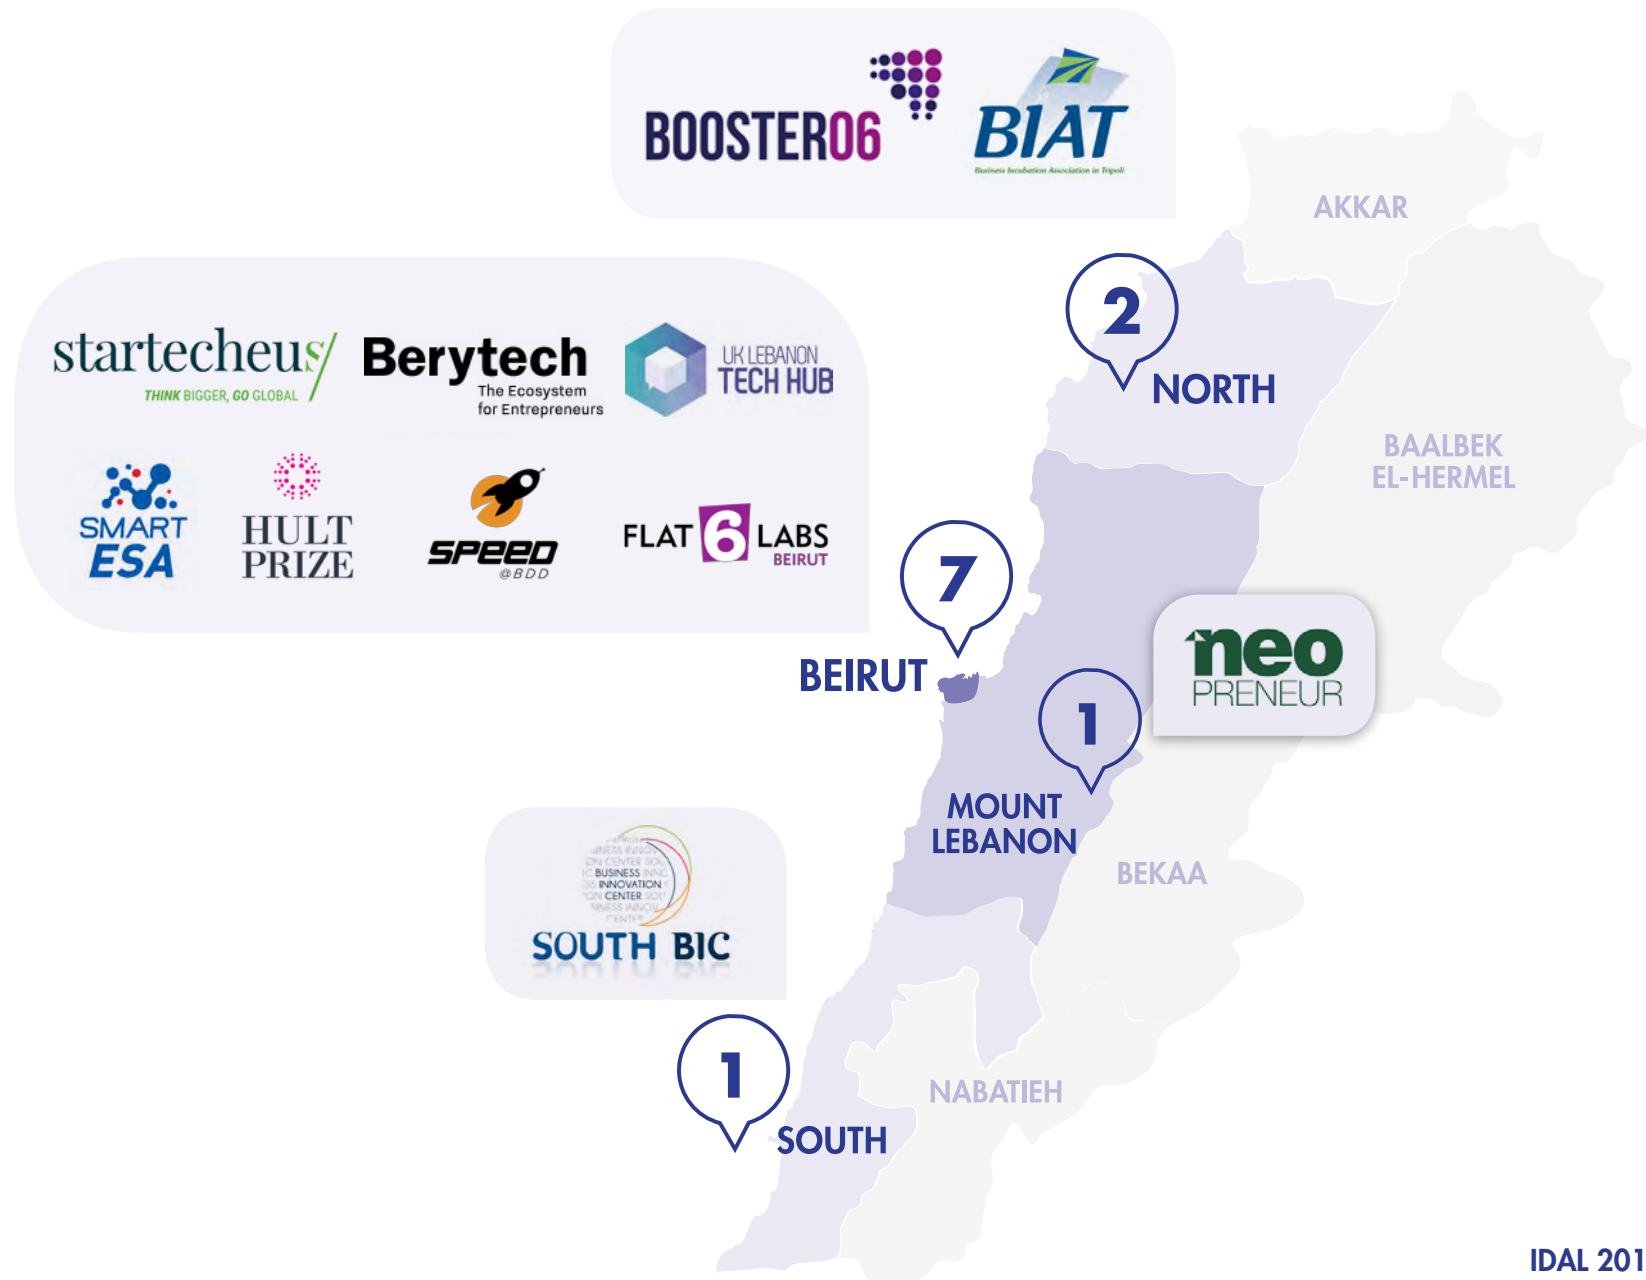 BOOSTER06
BIAT
Business Incubation Association in Tripoli
AKKAR
2
NORTH
startecheus/
THINK BIGGER, GO GLOBAL
Berytech
The Ecosystem
for Entrepreneurs
UK LEBANON
TECH HUB
SMART
ESA
HULT
PRIZE
SPEED
@BDD
FLAT 6 LABS
BEIRUT
BAALBEK
EL-HERMEL
7
BEIRUT
neo
PRENEUR
1
MOUNT
LEBANON
BEKAA
BUSINESS
INNOVATION
CENTER
SOUTH BIC
1
SOUTH
NABATIEH
IDAL 201